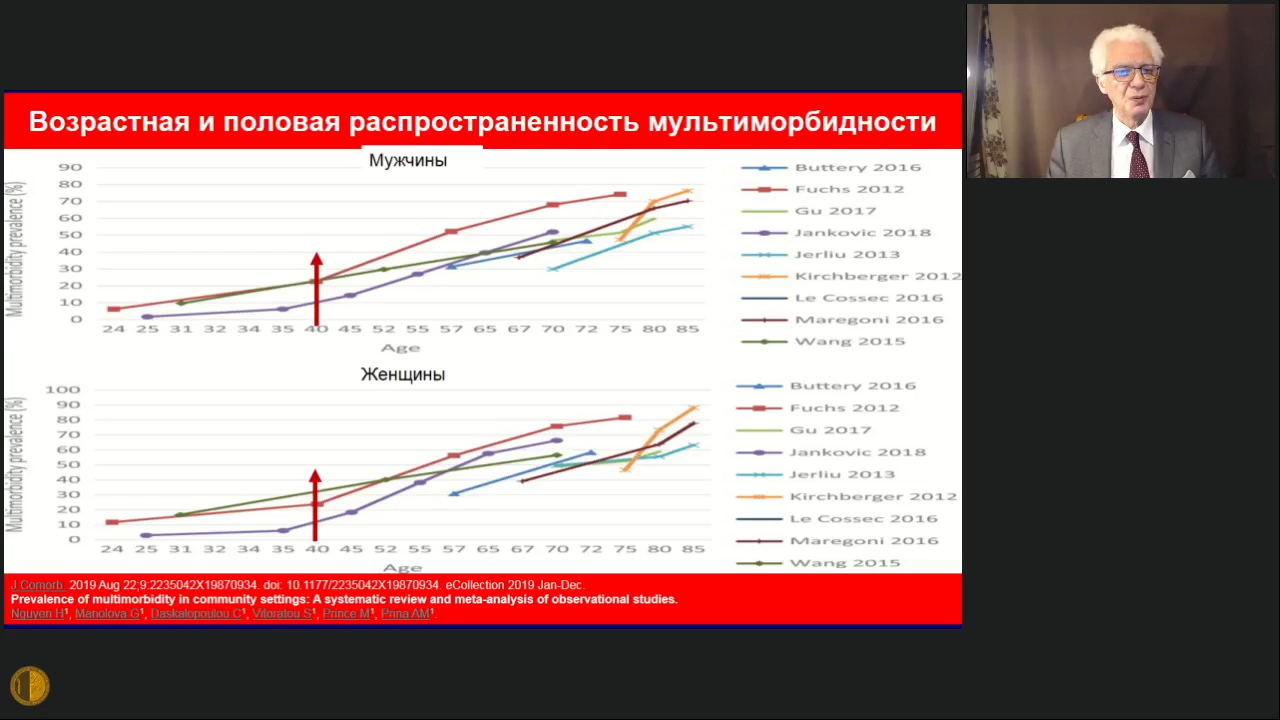 Возрастная и половая распространенность мультиморбидности
Мужчины
Multimorbidity prevalence (%)
90
80
70
60
50
40
30
20
10
0
24 25 31 32 34 35 40 45 52 55 57 65 67 70 72 75 80 85
Age
Buttery 2016
Fuchs 2012
Gu 2017
Jankovic 2018
Jerliu 2013
Kirchberger 2012
Le Cossec 2016
Maregoni 2016
Wang 2015
Женщины
Multimorbidity prevalence (%)
100
90
80
70
60
50
40
30
20
10
0
24 25 31 32 34 35 40 45 52 55 57 65 67 70 72 75 80 85
Age
Buttery 2016
Fuchs 2012
Gu 2017
Jankovic 2018
Jerliu 2013
Kirchberger 2012
Le Cossec 2016
Maregoni 2016
Wang 2015
J Comorb. 2019 Aug 22;9:2235042X19870934. doi: 10.1177/2235042X19870934. eCollection 2019 Jan-Dec.
Prevalence of multimorbidity in community settings: A systematic review and meta-analysis of observational studies.
Nguyen H¹, Manolova G¹, Daskalopoulou C¹, Vitoratou S¹, Prince M¹, Prina AM¹.